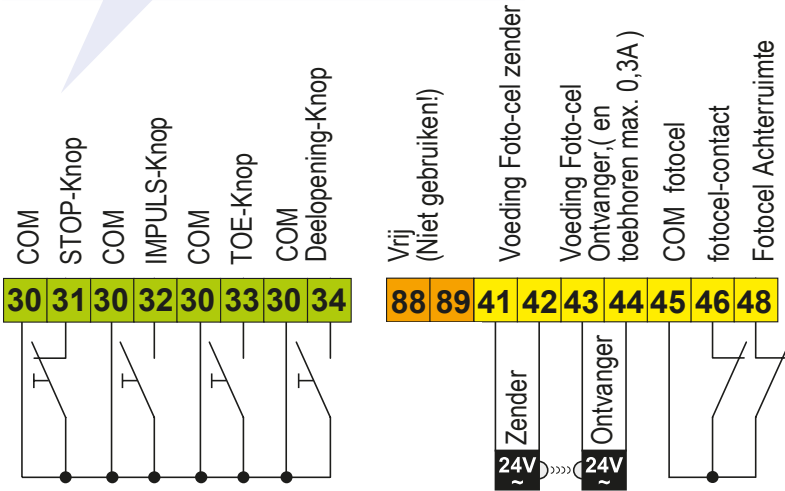 COM
STOP-Knop
COM
IMPULS-Knop
COM
TOE-Knop
COM
Deelopening-Knop
Vrij
(Niet gebruiken!)
Voeding Foto-cel zender
Voeding Foto-cel
Ontvanger,( en
toebhoren max. 0,3A )
COM fotocel
fotocel-contact
Fotocel Achterruimte
30 31 30 32 30 33 30 34
88 89 41 42 43 44 45 46 48
Zender
Ontvanger
24V
~
24V
~